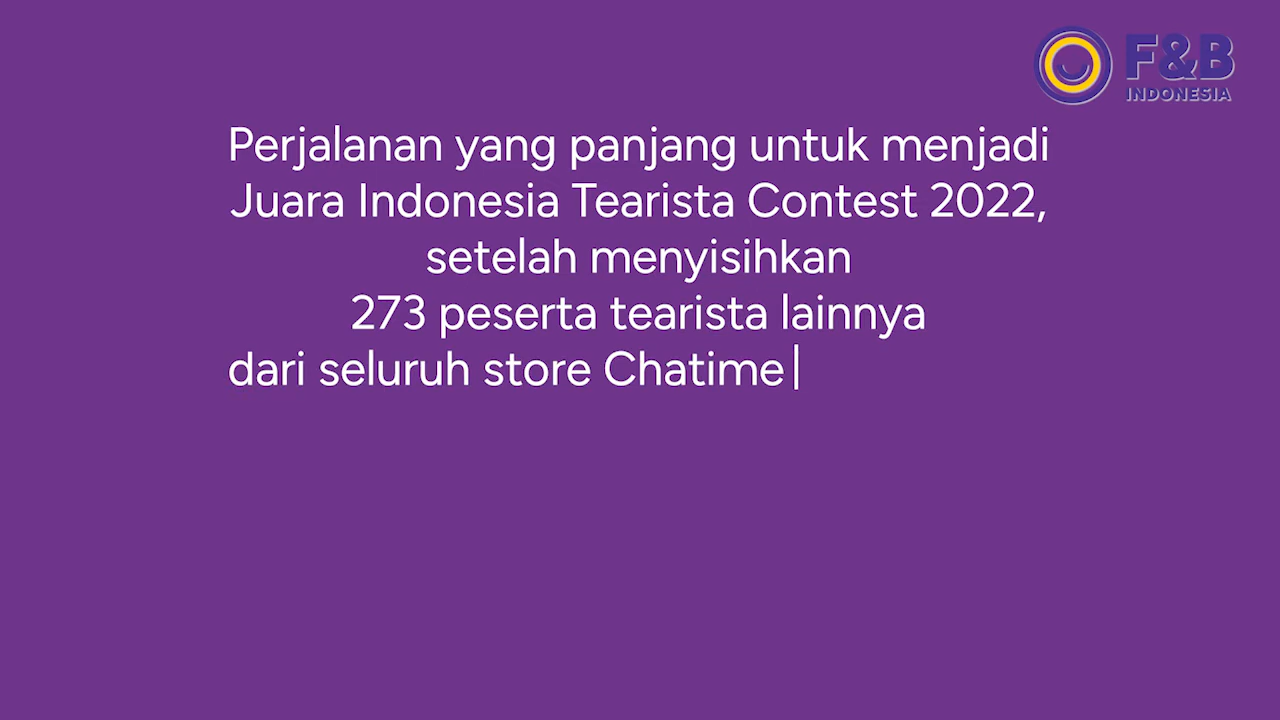 F&B
INDONESIA
Perjalanan yang panjang untuk menjadi
Juara Indonesia Tearista Contest 2022,
setelah menyisihkan
273 peserta tearista lainnya
dari seluruh store Chatime